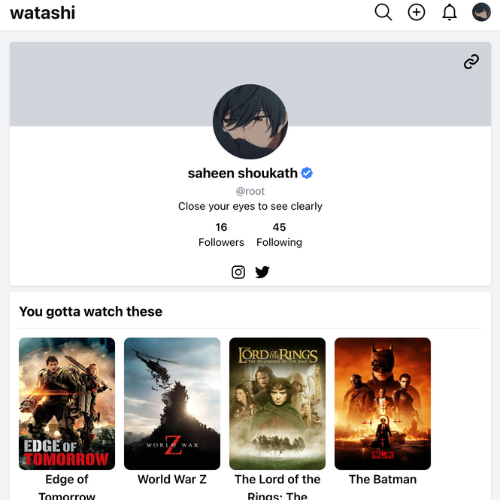 watashi
saheen shoukath
@root
Close your eyes to see clearly
16 45
Followers Following
You gotta watch these
EDGE OF
TOMORROW
WORLD WAR
Z
THE
LORD OF THE
RINGS
THE FELLOWSHIP OF THE RING
Edge of
Tomorrow
World War Z
The Lord of the
Rings: The
The Batman